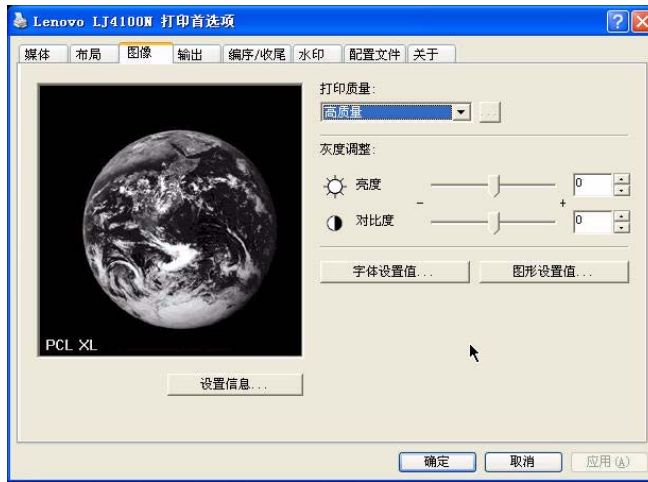 Lenovo LJ4100N 打印首选项
媒体 布局 图像 输出 编序/收尾 水印 配置文件 关于
打印质量:
高质量
...
灰度调整:
亮度 - + 0
对比度 0
字体设置值... 图形设置值...
PCL XL
设置信息...
确定 取消 应用(A)